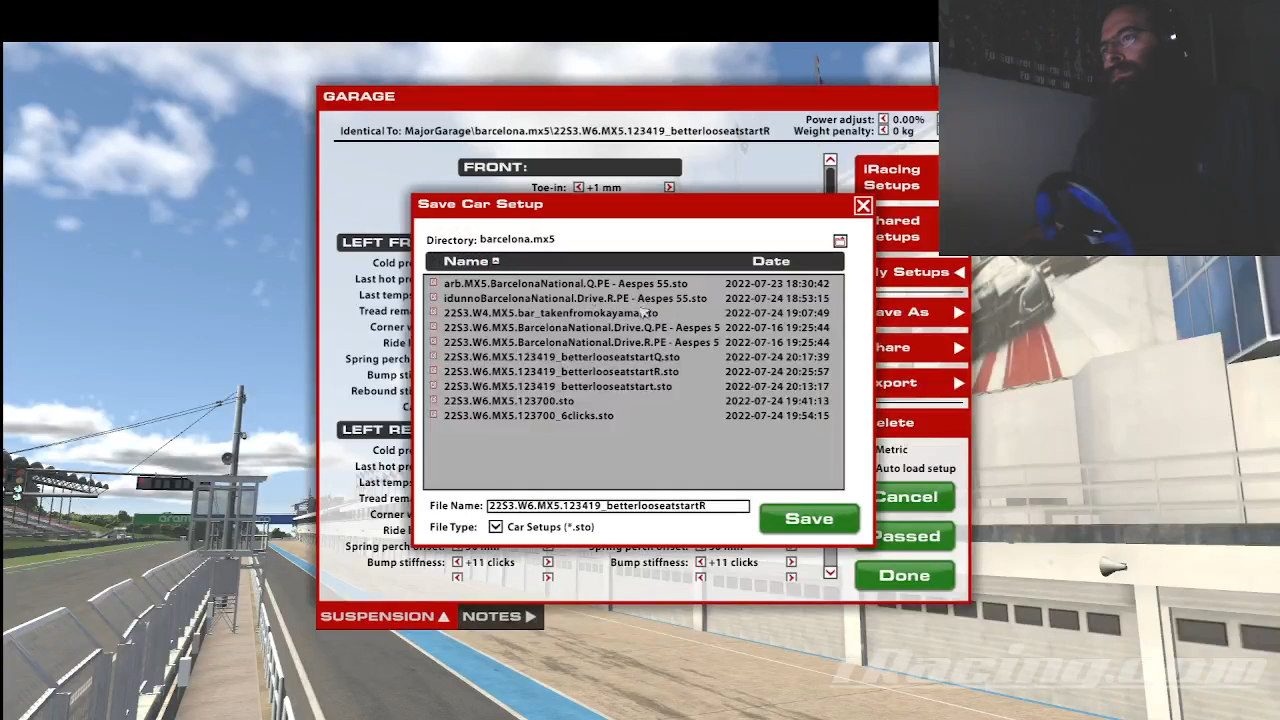 GARAGE
Identical To: MajorGarage\barcelona.mx5\22S3.W6.MX5.123419_betterlooseatstartR
Power adjust: 0.00%
Weight penalty: 0 kg
FRONT:
Toe-in: +1 mm
iRacing
Setups
Save Car Setup
Directory: barcelona.mx5
Name Date
arb.MX5.BarcelonaNational.Q.PE - Aespes 55.sto 2022-07-23 18:30:42
idunnoBarcelonaNational.Drive.R.PE - Aespes 55.sto 2022-07-24 18:53:15
22S3.W4.MX5.bar_takenfromokayama.sto 2022-07-24 19:07:49
22S3.W6.MX5.BarcelonaNational.Drive.Q.PE - Aespes 5 2022-07-16 19:25:44
22S3.W6.MX5.BarcelonaNational.Drive.R.PE - Aespes 5 2022-07-16 19:25:44
22S3.W6.MX5.123419_betterlooseatstartQ.sto 2022-07-24 20:17:39
22S3.W6.MX5.123419_betterlooseatstartR.sto 2022-07-24 20:25:57
22S3.W6.MX5.123419 betterlooseatstart.sto 2022-07-24 20:13:17
22S3.W6.MX5.123700.sto 2022-07-24 19:41:13
22S3.W6.MX5.123700_6clicks.sto 2022-07-24 19:54:15
File Name: 22S3.W6.MX5.123419_betterlooseatstartR
File Type: Car Setups (*.sto)
Save
hared
etups
y Setups
ave As
hare
xport
elete
Metric
Auto load setup
Cancel
assed
Done
LEFT FR
Cold pre
Last hot pre
Last temps
Tread rema
Corner w
Ride h
Spring perch
Bump sti
Rebound sti
Ca
LEFT RE
Cold pre
Last hot pre
Last temps
Tread rema
Corner w
Ride h
Spring perch offset:
Bump stiffness: +11 clicks
Bump stiffness: +11 clicks
SUSPENSION
NOTES
iRacing.com